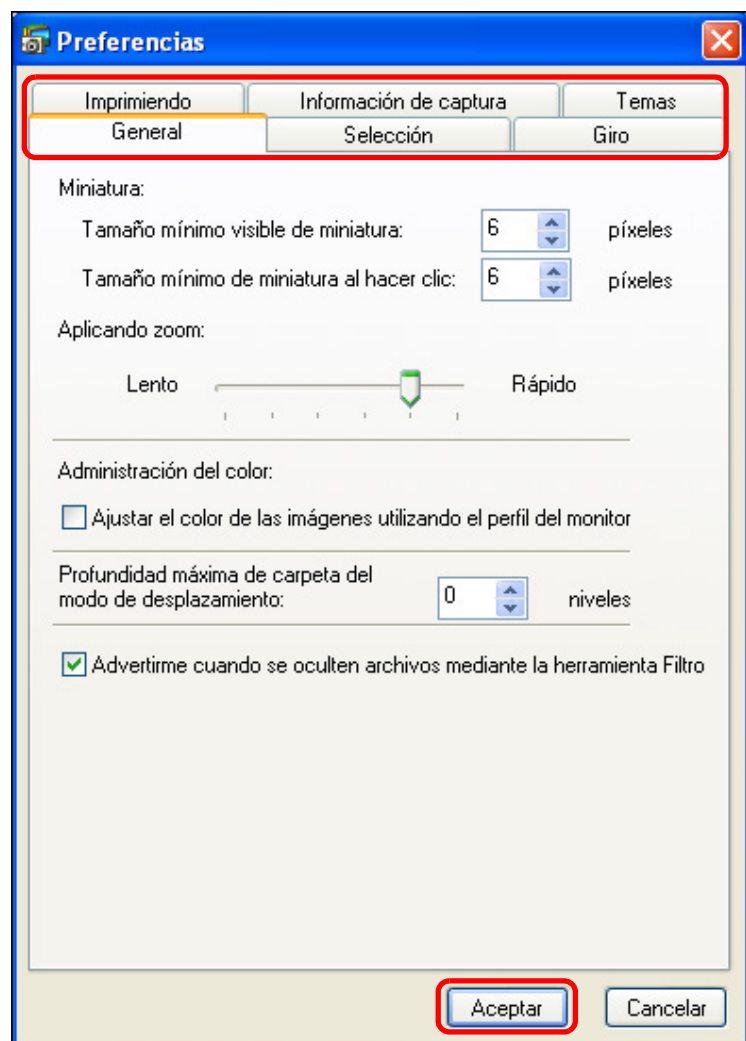 Preferencias
Imprimiendo Información de captura Temas
General Selección Giro
Miniatura:
Tamaño mínimo visible de miniatura: 6 píxeles
Tamaño mínimo de miniatura al hacer clic: 6 píxeles
Aplicando zoom:
Lento Rápido
Administración del color:
Ajustar el color de las imágenes utilizando el perfil del monitor
Profundidad máxima de carpeta del
modo de desplazamiento: 0 niveles
Advertirme cuando se oculten archivos mediante la herramienta Filtro
Aceptar Cancelar